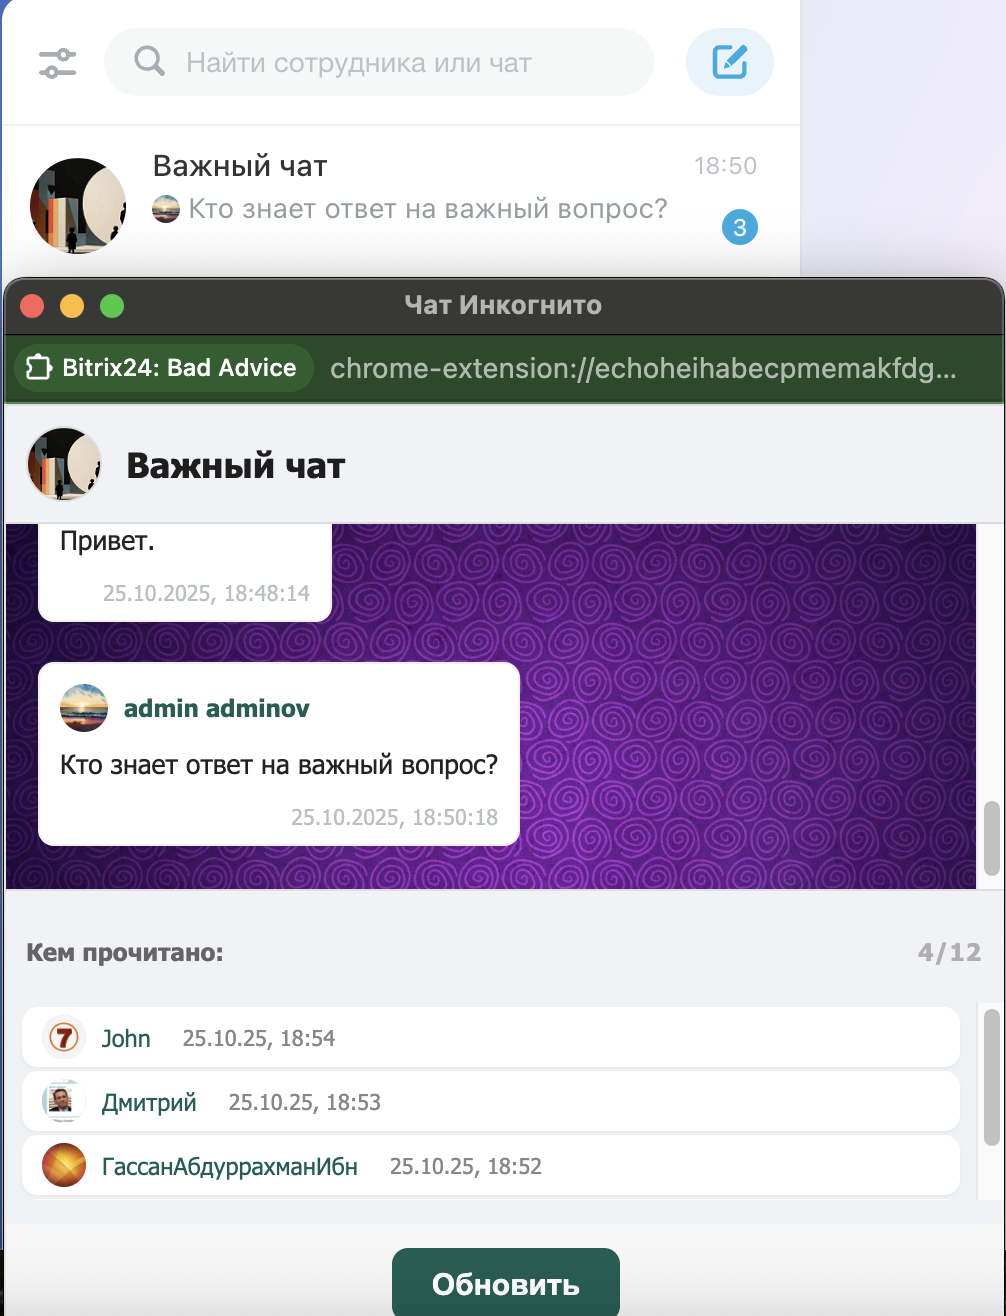 Найти сотрудника или чат
Важный чат
18:50
Кто знает ответ на важный вопрос?
3
Чат Инкогнито
Bitrix24: Bad Advice
chrome-extension://echoheihabecpmemakfdg...
Важный чат
Привет.
25.10.2025, 18:48:14
admin adminov
Кто знает ответ на важный вопрос?
25.10.2025, 18:50:18
Кем прочитано:
4/12
7
John
25.10.25, 18:54
Дмитрий
25.10.25, 18:53
ГассанАбдуррахманИбн
25.10.25, 18:52
Обновить